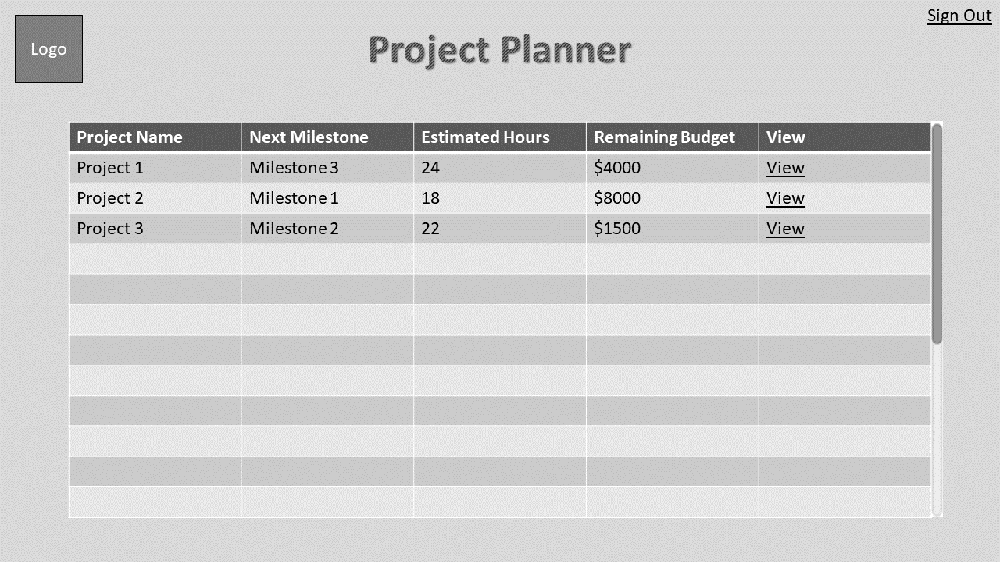 Sign Out
Logo
Project Planner
Project Name Next Milestone Estimated Hours Remaining Budget View
Project 1 Milestone 3 24 $4000 View
Project 2 Milestone 1 18 $8000 View
Project 3 Milestone 2 22 $1500 View